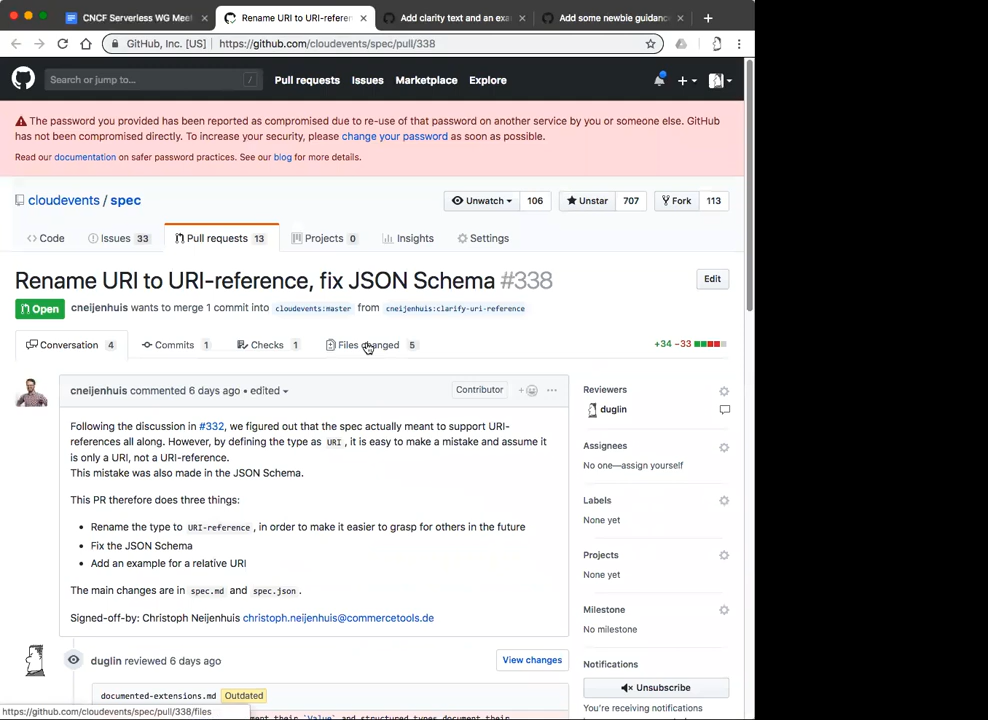 CNCF Serverless WG Mee
Rename URI to URI-referen
Add clarity text and an exa
Add some newbie guidanc
GitHub, Inc. [US] https://github.com/cloudevents/spec/pull/338
Search or jump to...
/
Pull requests
Issues
Marketplace
Explore
The password you provided has been reported as compromised due to re-use of that password on another service by you or someone else. GitHub
has not been compromised directly. To increase your security, please change your password as soon as possible.
Read our documentation on safer password practices. See our blog for more details.
cloudevents / spec
Unwatch 106
Unstar 707
Fork 113
Code
Issues 33
Pull requests 13
Projects 0
Insights
Settings
Rename URI to URI-reference, fix JSON Schema #338
Edit
Open
cneijenhuis wants to merge 1 commit into cloudevents:master from cneijenhuis:clarify-uri-reference
Conversation 4
Commits 1
Checks 1
Files changed 5
+34 −33
cneijenhuis commented 6 days ago • edited
Contributor
Following the discussion in #332, we figured out that the spec actually meant to support URI-
references all along. However, by defining the type as URI, it is easy to make a mistake and assume it
is only a URI, not a URI-reference.
This mistake was also made in the JSON Schema.
This PR therefore does three things:
• Rename the type to URI-reference, in order to make it easier to grasp for others in the future
• Fix the JSON Schema
• Add an example for a relative URI
The main changes are in spec.md and spec.json.
Signed-off-by: Christoph Neijenhuis christoph.neijenhuis@commercetools.de
duglin reviewed 6 days ago
View changes
documented-extensions.md Outdated
ment their `Value` and structured types document their
Reviewers
duglin
Assignees
No one—assign yourself
Labels
None yet
Projects
None yet
Milestone
No milestone
Notifications
Unsubscribe
You're receiving notifications
https://github.com/cloudevents/spec/pull/338/files